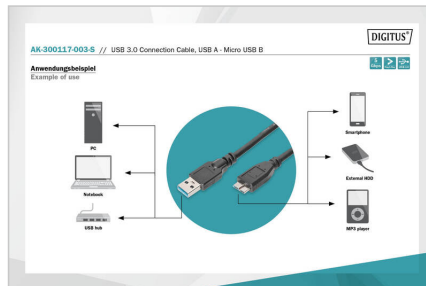 DIGITUS®
AK-300117-003-S // USB 3.0 Connection Cable, USB A - Micro USB B
Anwendungsbeispiel
Example of use
PC
Notebook
USB hub
Smartphone
External HDD
MP3 player